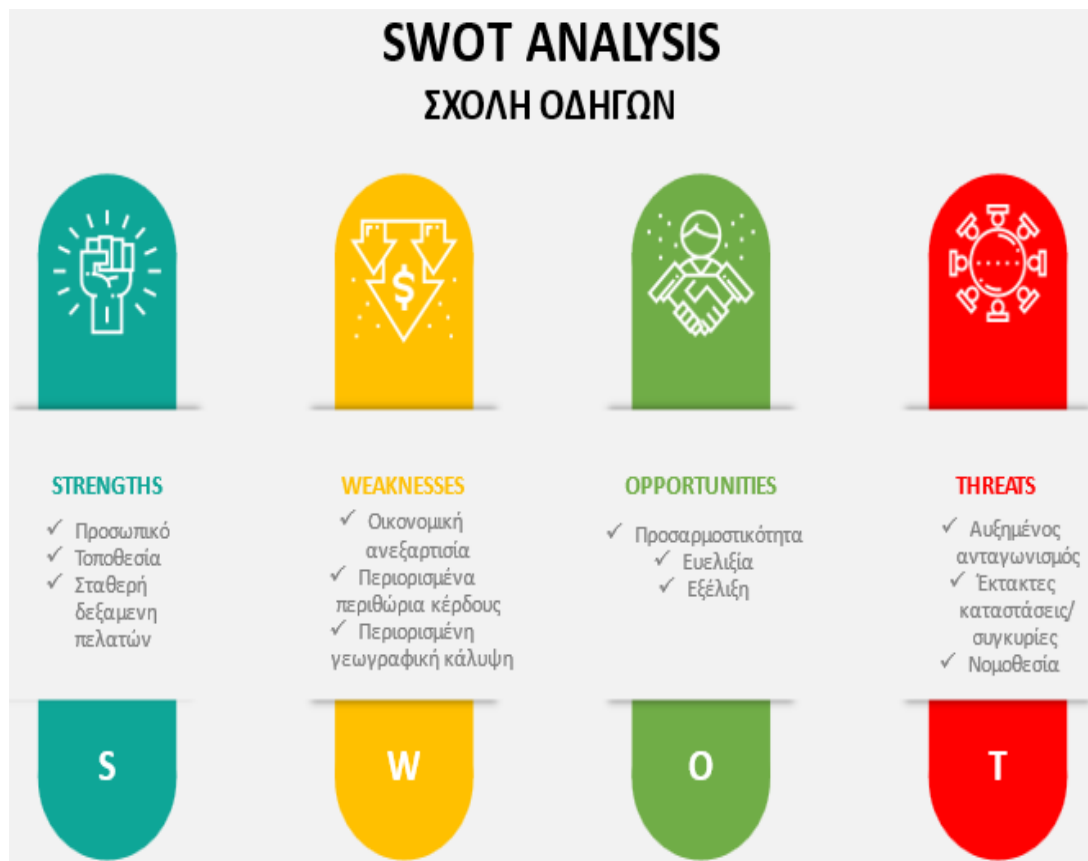 SWOT ANALYSIS
ΣΧΟΛΗ ΟΔΗΓΩΝ
$
STRENGTHS
✓ Προσωπικό
✓ Τοποθεσία
✓ Σταθερή
δεξαμενη
πελατών
WEAKNESSES
✓ Οικονομική
ανεξαρτισία
✓ Περιορισμένα
περιθώρια κέρδους
✓ Περιορισμένη
γεωγραφική κάλυψη
OPPORTUNITIES
✓ Προσαρμοστικότητα
✓ Ευελιξία
✓ Εξέλιξη
THREATS
✓ Αυξημένος
ανταγωνισμός
✓ Έκτακτες
καταστάσεις/
συγκυρίες
✓ Νομοθεσία
S
W
O
T